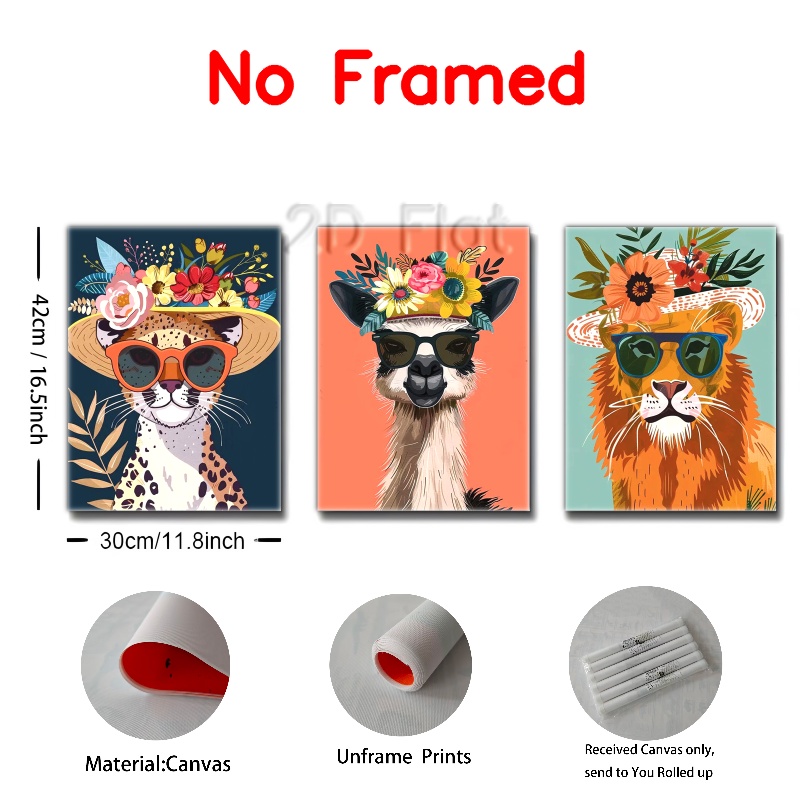 No Framed
2D Flat
42cm / 16.5inch
30cm/11.8inch
Material:Canvas
Unframe Prints
Received Canvas only,
send to You Rolled up